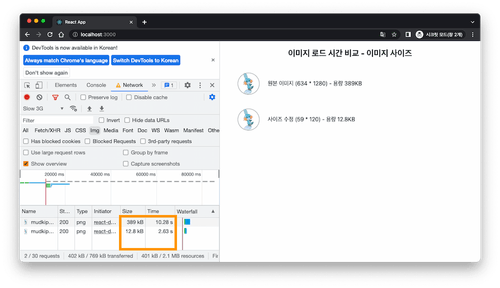 React App
localhost:3000
시크릿 모드(창 2개)
DevTools is now available in Korean!
Always match Chrome's language
Switch DevTools to Korean
Don't show again
Elements
Console
Network
1
Preserve log
Disable cache
Slow 3G
Filter
Invert
Hide data URLs
All Fetch/XHR JS CSS Img Media Font Doc WS Wasm Manifest Othe
Has blocked cookies
Blocked Requests
3rd-party requests
Use large request rows
Group by frame
Show overview
Capture screenshots
20000 ms 40000 ms 60000 ms 80000 ms
Name St... Type Initiator Size Time Waterfall
mudkip... 200 png react-d... 389 kB 10.28 s
mudkip... 200 png react-d... 12.8 kB 2.63 s
2 / 30 requests 402 kB / 789 kB transferred 401 kB / 2.1 MB resources Fir
이미지 로드 시간 비교 - 이미지 사이즈
원본 이미지 (634 * 1280) - 용량 389KB
사이즈 수정 (59 * 120) - 용량 12.8KB